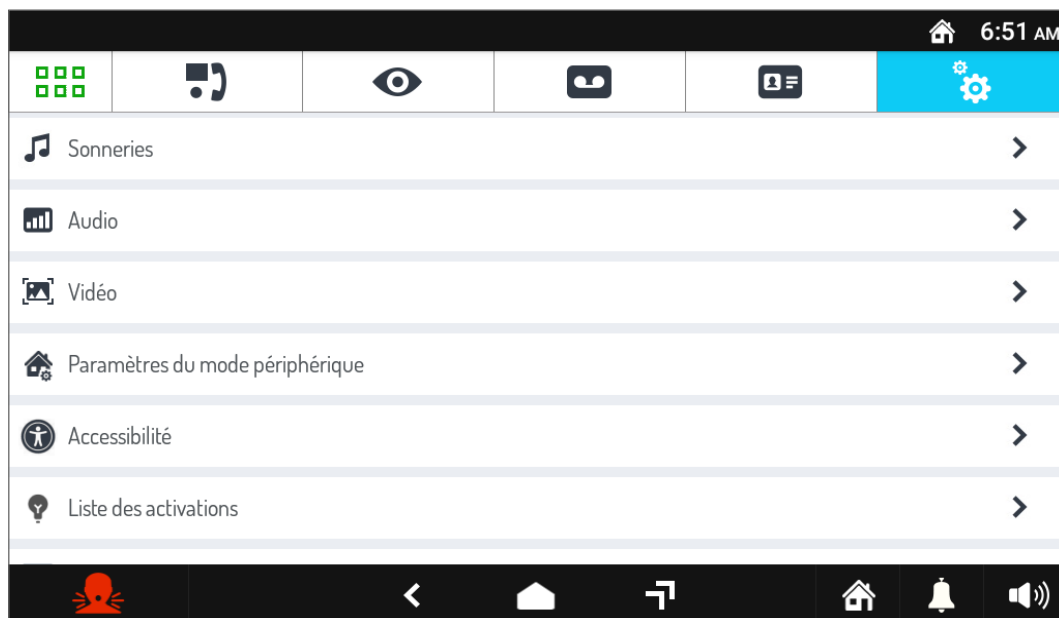 6:51 AM
Sonneries
Audio
Vidéo
Paramètres du mode périphérique
Accessibilité
Liste des activations